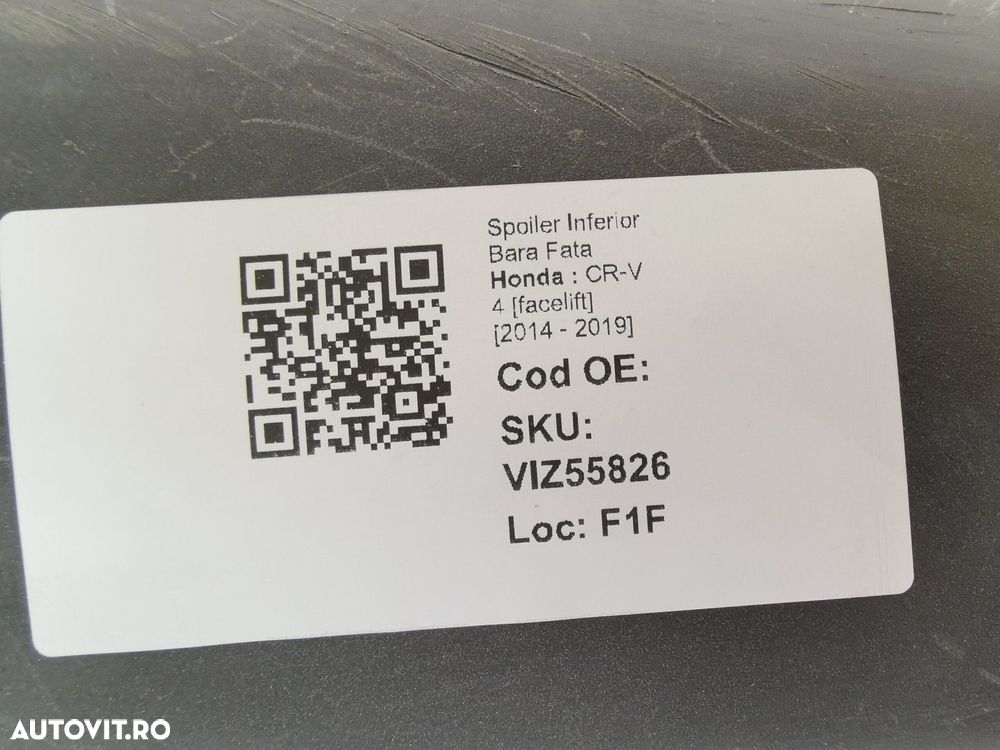 Spoiler Inferior
Bara Fata
Honda : CR-V
4 [facelift]
[2014 - 2019]
Cod OE:
SKU:
VIZ55826
Loc: F1F
AUTOVIT.RO